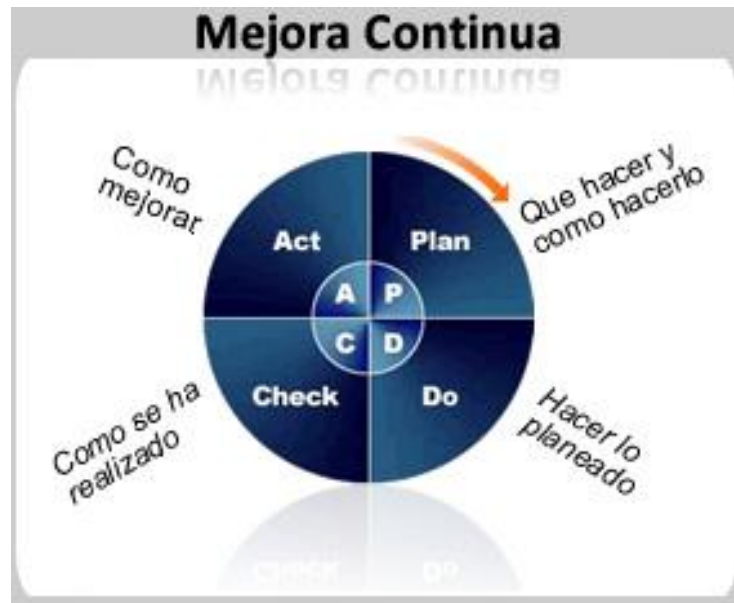 Mejora Continua
Como
mejorar
Que hacer y
como hacerlo
Act
Plan
A
P
C
D
Check
Do
Como se ha
realizado
Hacer lo
planeado